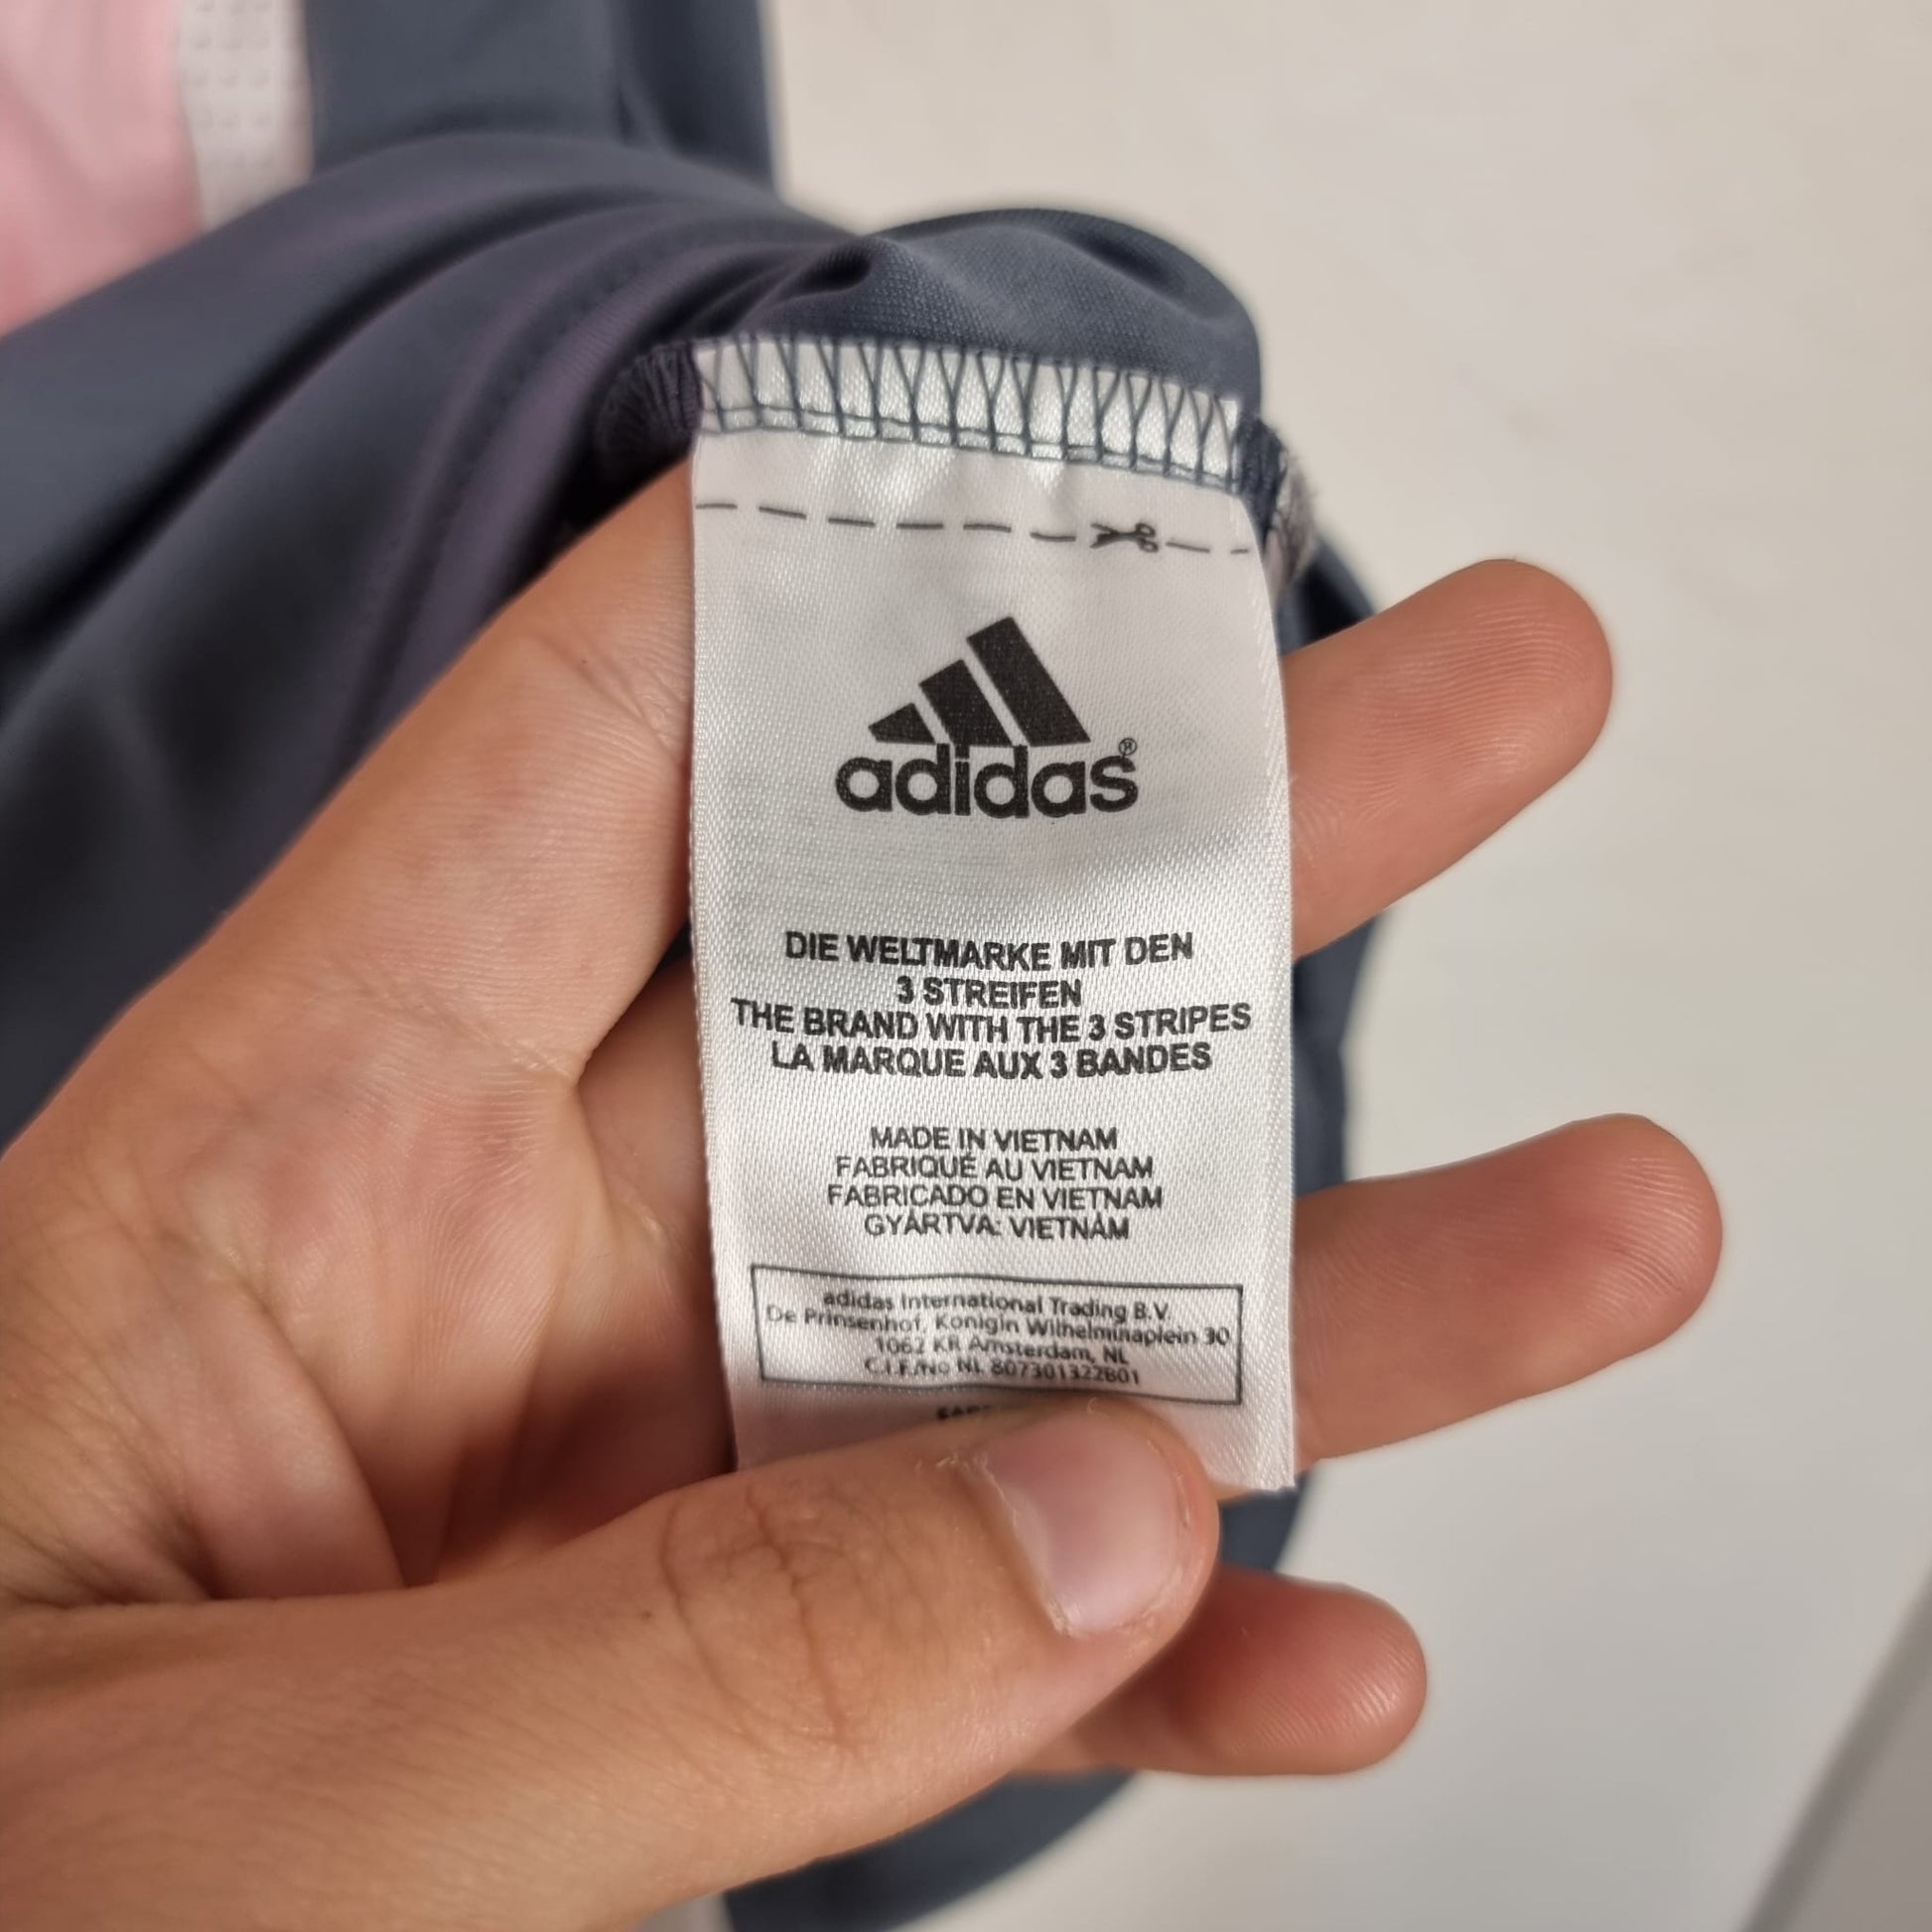 adidas®
DIE WELTMARKE MIT DEN
3 STREIFEN
THE BRAND WITH THE 3 STRIPES
LA MARQUE AUX 3 BANDES
MADE IN VIETNAM
FABRIQUÉ AU VIETNAM
FABRICADO EN VIETNAM
GYÁRTVA: VIETNÁM
adidas International Trading B.V.
De Prinsenhof, Konigin Wilhelminaplein 30
1062 KR Amsterdam, NL
C.I.F./No NL 807301322B01